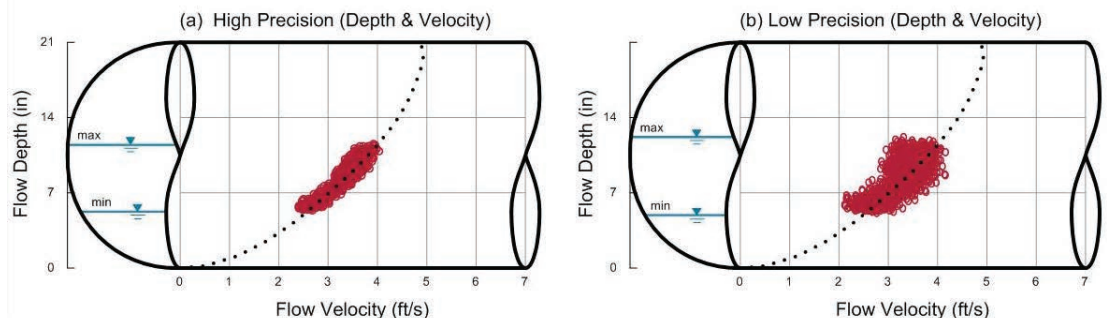 (a) High Precision (Depth & Velocity)
21
14
7
0
Flow Depth (in)
max
min
0 1 2 3 4 5 6 7
Flow Velocity (ft/s)
(b) Low Precision (Depth & Velocity)
21
14
7
0
Flow Depth (in)
max
min
0 1 2 3 4 5 6 7
Flow Velocity (ft/s)